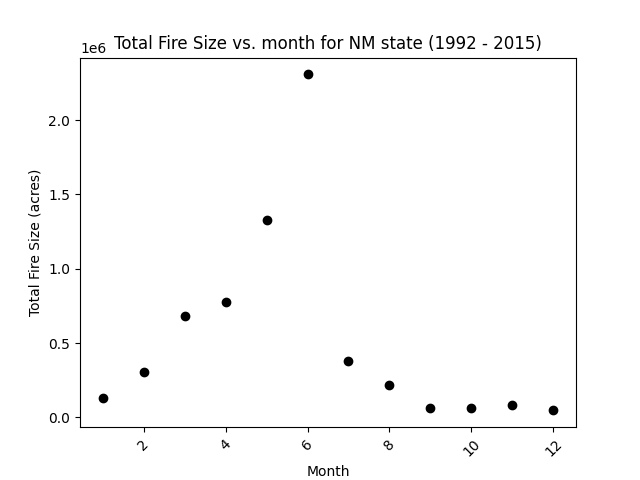 Total Fire Size vs. month for NM state (1992 - 2015)
1e6
2.0
1.5
1.0
0.5
0.0
Total Fire Size (acres)
2
4
6
8
10
12
Month